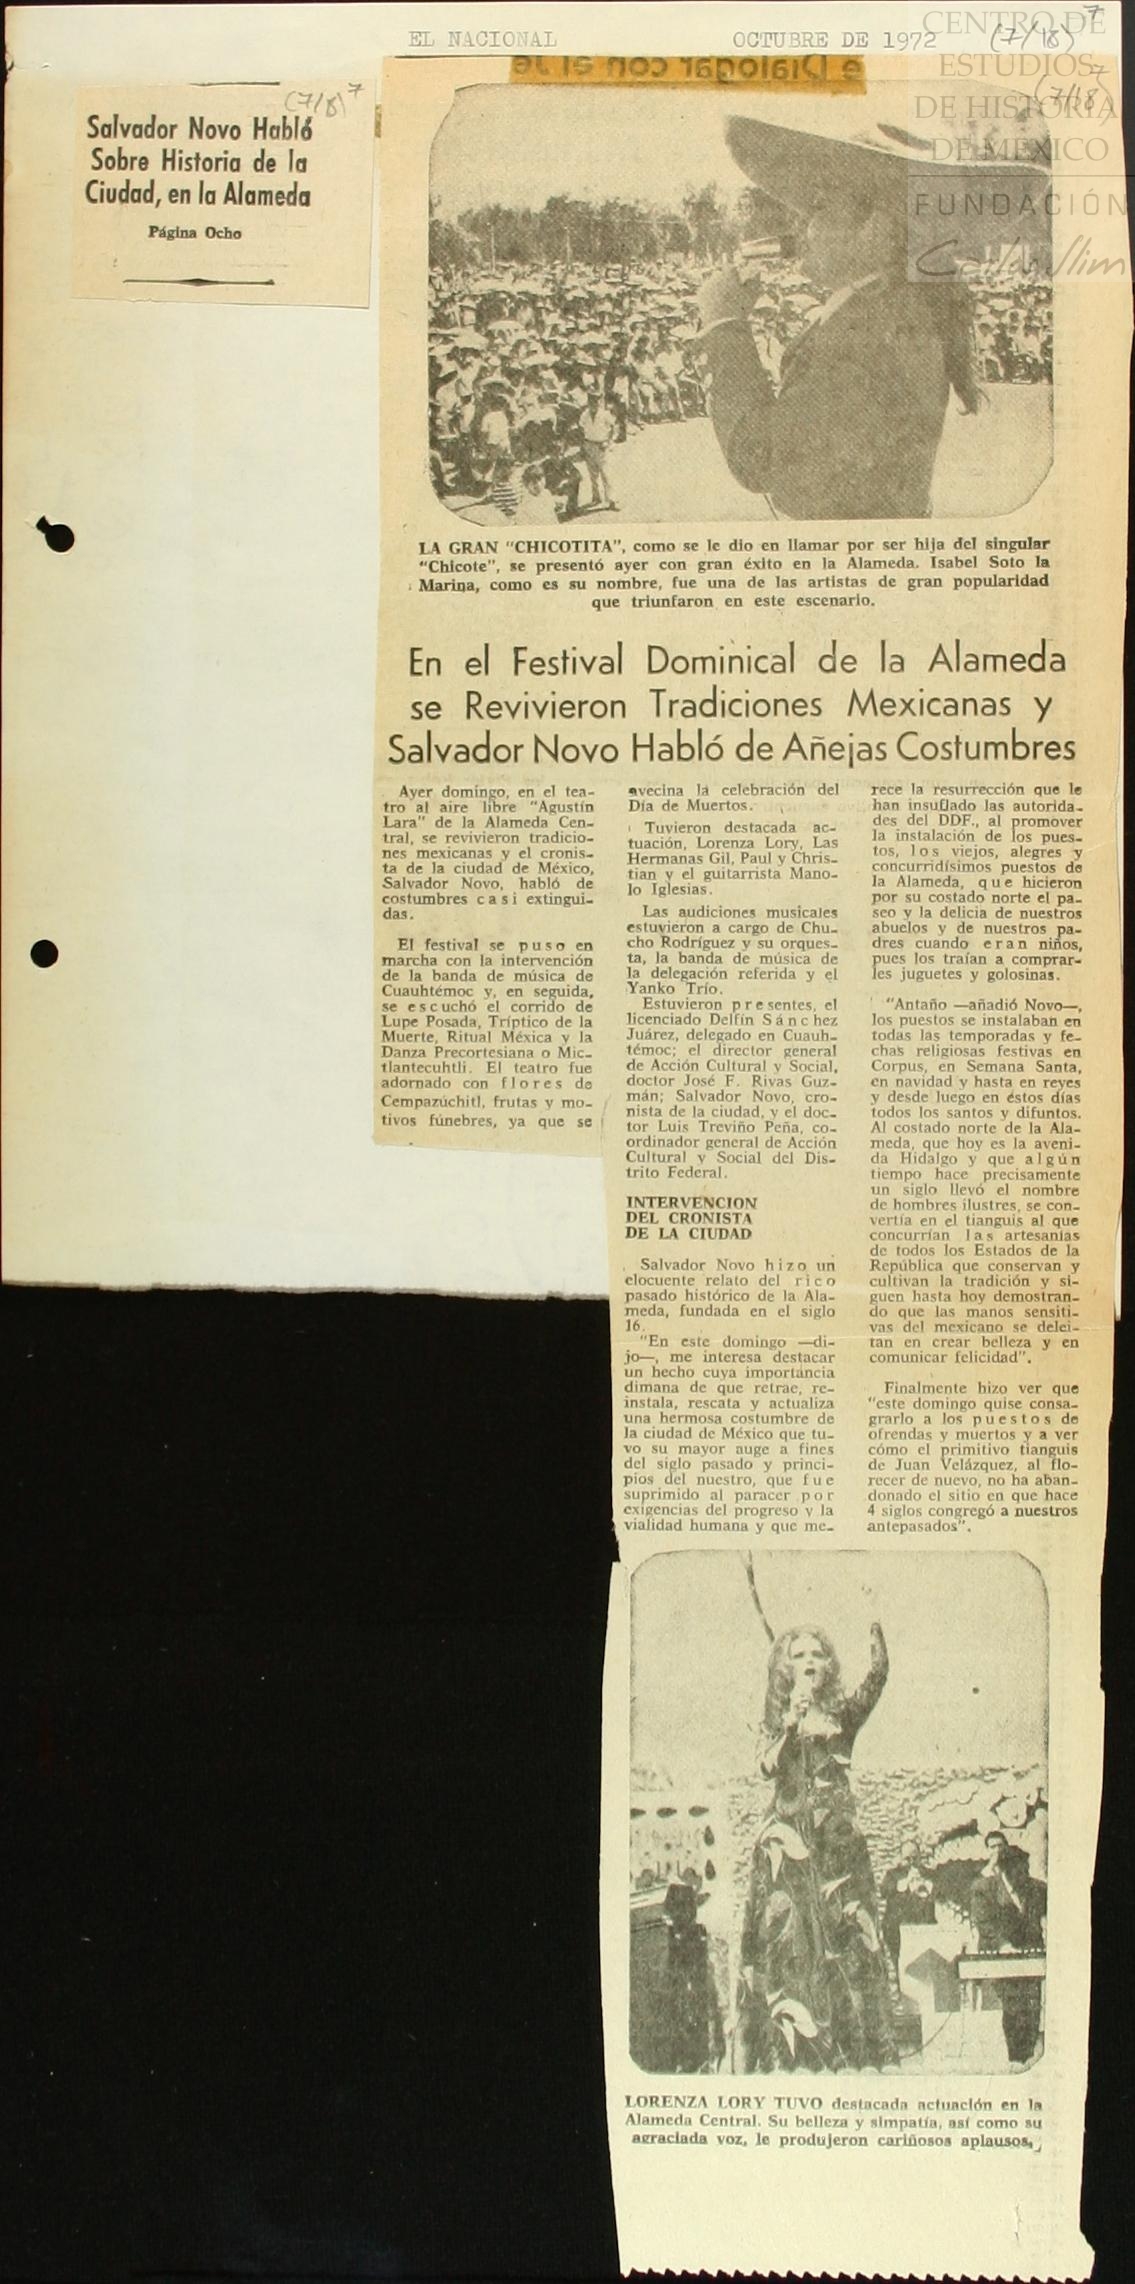 EL NACIONAL
OCTUBRE DE 1972
(7/18) 7
CENTRO DE
ESTUDIOS
DE HISTORIA
DE MÉXICO
FUNDACIÓN
Carlos Slim
e Dialogar con el Je
(7/8) 7
(7/18) 7
Salvador Novo Habló
Sobre Historia de la
Ciudad, en la Alameda
Página Ocho
LA GRAN "CHICOTITA", como se le dio en llamar por ser hija del singular
"Chicote", se presentó ayer con gran éxito en la Alameda. Isabel Soto la
Marina, como es su nombre, fue una de las artistas de gran popularidad
que triunfaron en este escenario.
En el Festival Dominical de la Alameda
se Revivieron Tradiciones Mexicanas y
Salvador Novo Habló de Añejas Costumbres
Ayer domingo, en el tea-
tro al aire libre "Agustín
Lara" de la Alameda Cen-
tral, se revivieron tradicio-
nes mexicanas y el cronis-
ta de la ciudad de México,
Salvador Novo, habló de
costumbres casi extingui-
das.
El festival se puso en
marcha con la intervención
de la banda de música de
Cuauhtémoc y, en seguida,
se escuchó el corrido de
Lupe Posada, Tríptico de la
Muerte, Ritual México y la
Danza Precortesiana o Mic-
tlantecuhtli. El teatro fue
adornado con flores de
Cempazúchitl, frutas y mo-
tivos fúnebres, ya que se
avecina la celebración del
Día de Muertos.
Tuvieron destacada ac-
tuación, Lorenza Lory, Las
Hermanas Gil, Paul y Chris-
tian y el guitarrista Mano-
lo Iglesias.
Las audiciones musicales
estuvieron a cargo de Chu-
cho Rodríguez y su orques-
ta, la banda de música de
la delegación referida y el
Yanko Trío.
Estuvieron presentes, el
licenciado Delfín Sánchez
Juárez, delegado en Cuauh-
témoc; el director general
de Acción Cultural y Social,
doctor José F. Rivas Guz-
mán; Salvador Novo, cro-
nista de la ciudad, y el doc-
tor Luis Treviño Peña, co-
ordinador general de Acción
Cultural y Social del Dis-
trito Federal.
INTERVENCION
DEL CRONISTA
DE LA CIUDAD
Salvador Novo hizo un
elocuente relato del rico
pasado histórico de la Ala-
meda, fundada en el siglo
16.
"En este domingo —di-
jo—, me interesa destacar
un hecho cuya importancia
dimana de que retrae, re-
instala, rescata y actualiza
una hermosa costumbre de
la ciudad de México que tu-
vo su mayor auge a fines
del siglo pasado y princi-
pios del nuestro, que fue
suprimido al paracer por
exigencias del progreso y la
vialidad humana y que me-
rece la resurrección que le
han insuflado las autorida-
des del DDF., al promover
la instalación de los pues-
tos, los viejos, alegres y
concurridísimos puestos de
la Alameda, que hicieron
por su costado norte el pa-
seo y la delicia de nuestros
abuelos y de nuestros pa-
dres cuando eran niños,
pues los traían a comprar-
les juguetes y golosinas.
"Antaño —añadió Novo—,
los puestos se instalaban en
todas las temporadas y fe-
chas religiosas festivas en
Corpus, en Semana Santa,
en navidad y hasta en reyes
y desde luego en éstos días
todos los santos y difuntos.
Al costado norte de la Ala-
meda, que hoy es la aveni-
da Hidalgo y que algún
tiempo hace precisamente
un siglo llevó el nombre
de hombres ilustres, se con-
vertía en el tianguis al que
concurrían las artesanías
de todos los Estados de la
República que conservan y
cultivan la tradición y si-
guen hasta hoy demostran-
do que las manos sensiti-
vas del mexicano se delei-
tan en crear belleza y en
comunicar felicidad".
Finalmente hizo ver que
"este domingo quise consa-
grarlo a los puestos de
ofrendas y muertos y a ver
cómo el primitivo tianguis
de Juan Velázquez, al flo-
recer de nuevo, no ha aban-
donado el sitio en que hace
4 siglos congregó a nuestros
antepasados".
LORENZA LORY TUVO destacada actuación en la
Alameda Central. Su belleza y simpatía, así como su
agraciada voz, le produjeron cariñosos aplausos,